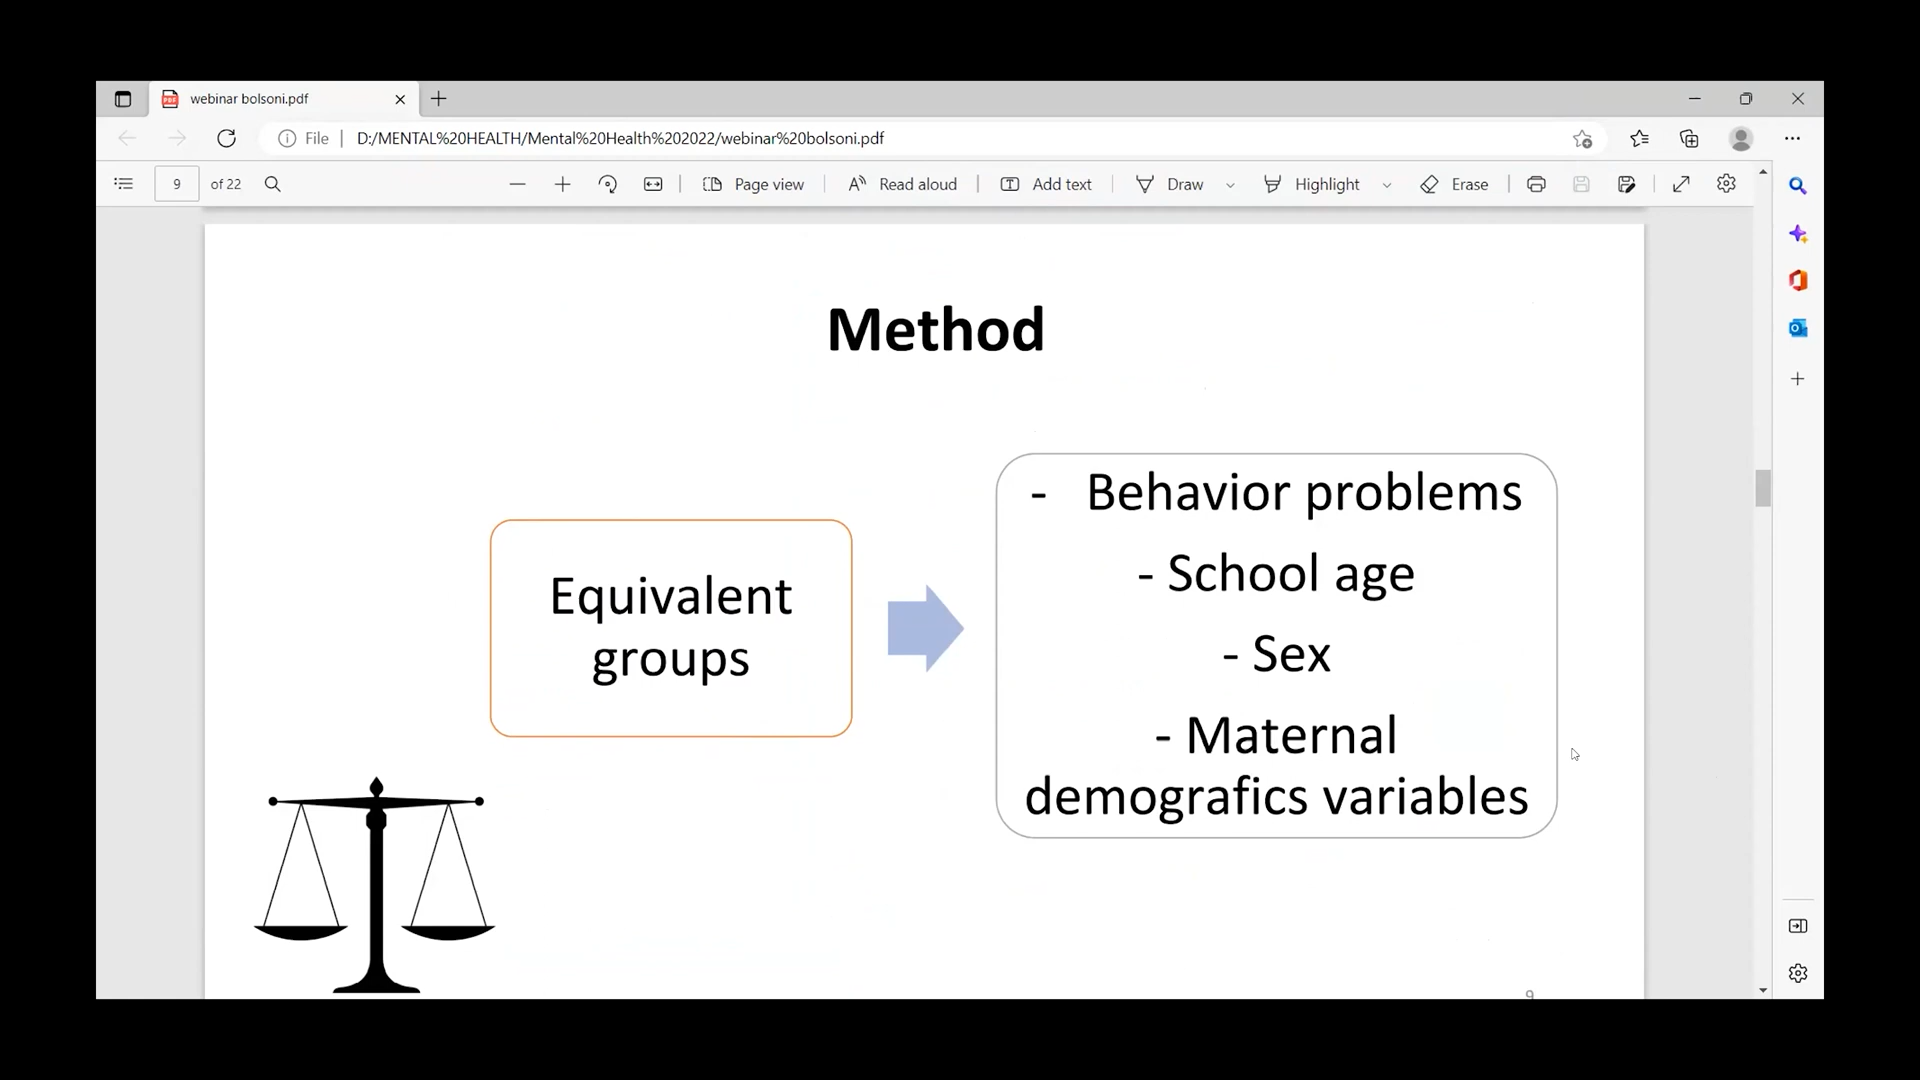 webinar bolsoni.pdf
File D:/MENTAL%20HEALTH/Mental%20Health%202022/webinar%20bolsoni.pdf
9 of 22 Page view Read aloud Add text Draw Highlight Erase
Method
Equivalent
groups
- Behavior problems
- School age
- Sex
- Maternal
demografics variables
9